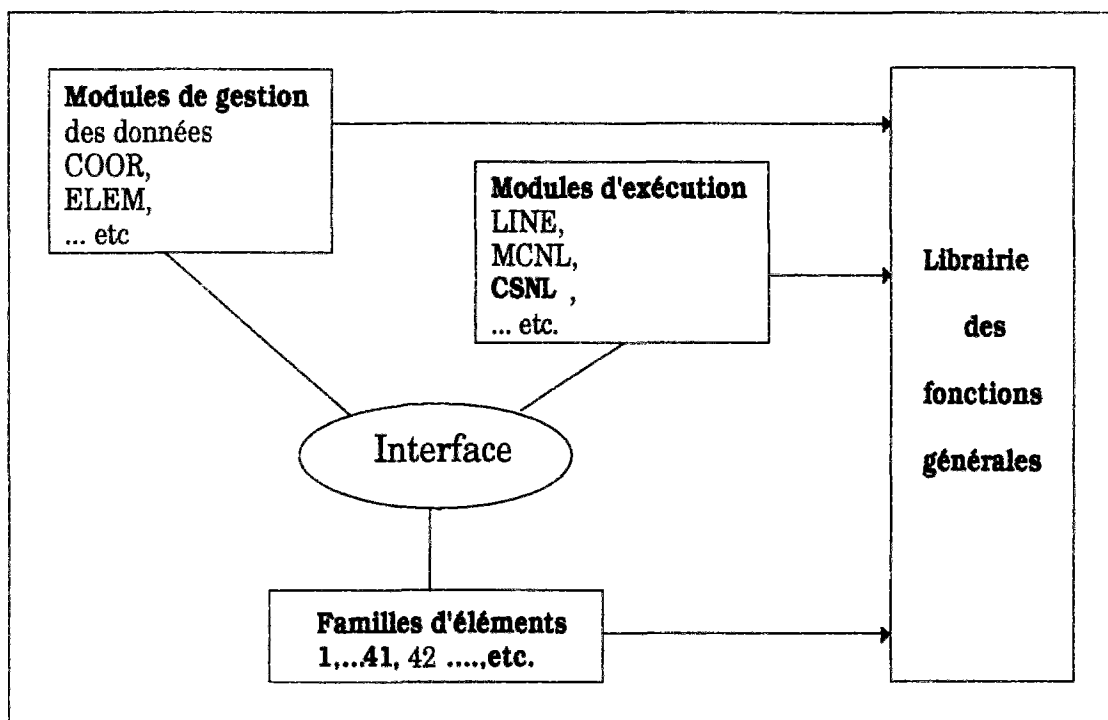 Modules de gestion
des données
COOR,
ELEM,
... etc
Modules d'exécution
LINE,
MCNL,
CSNL ,
... etc.
Librairie
des
fonctions
générales
Interface
Familles d'éléments
1,...41, 42 ....,etc.